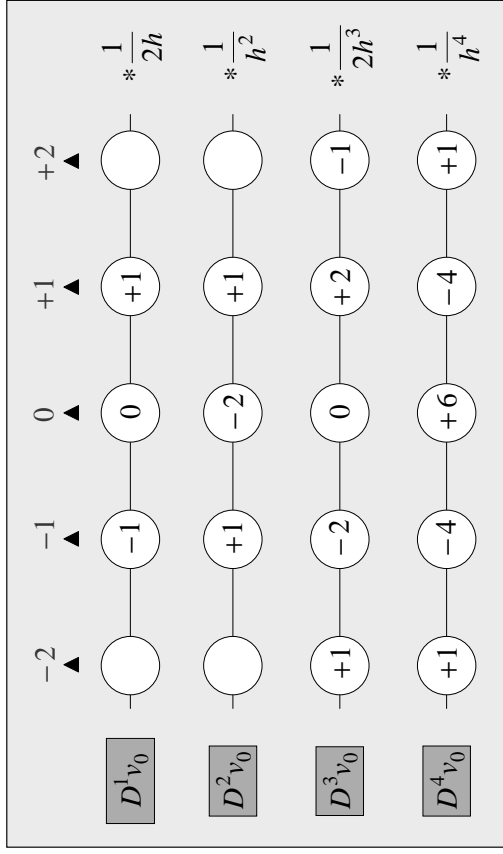 −2 −1 0 +1 +2
D¹v₀ −1 0 +1 * 1/2h
D²v₀ +1 −2 +1 * 1/h²
D³v₀ +1 −2 0 +2 −1 * 1/2h³
D⁴v₀ +1 −4 +6 −4 +1 * 1/h⁴